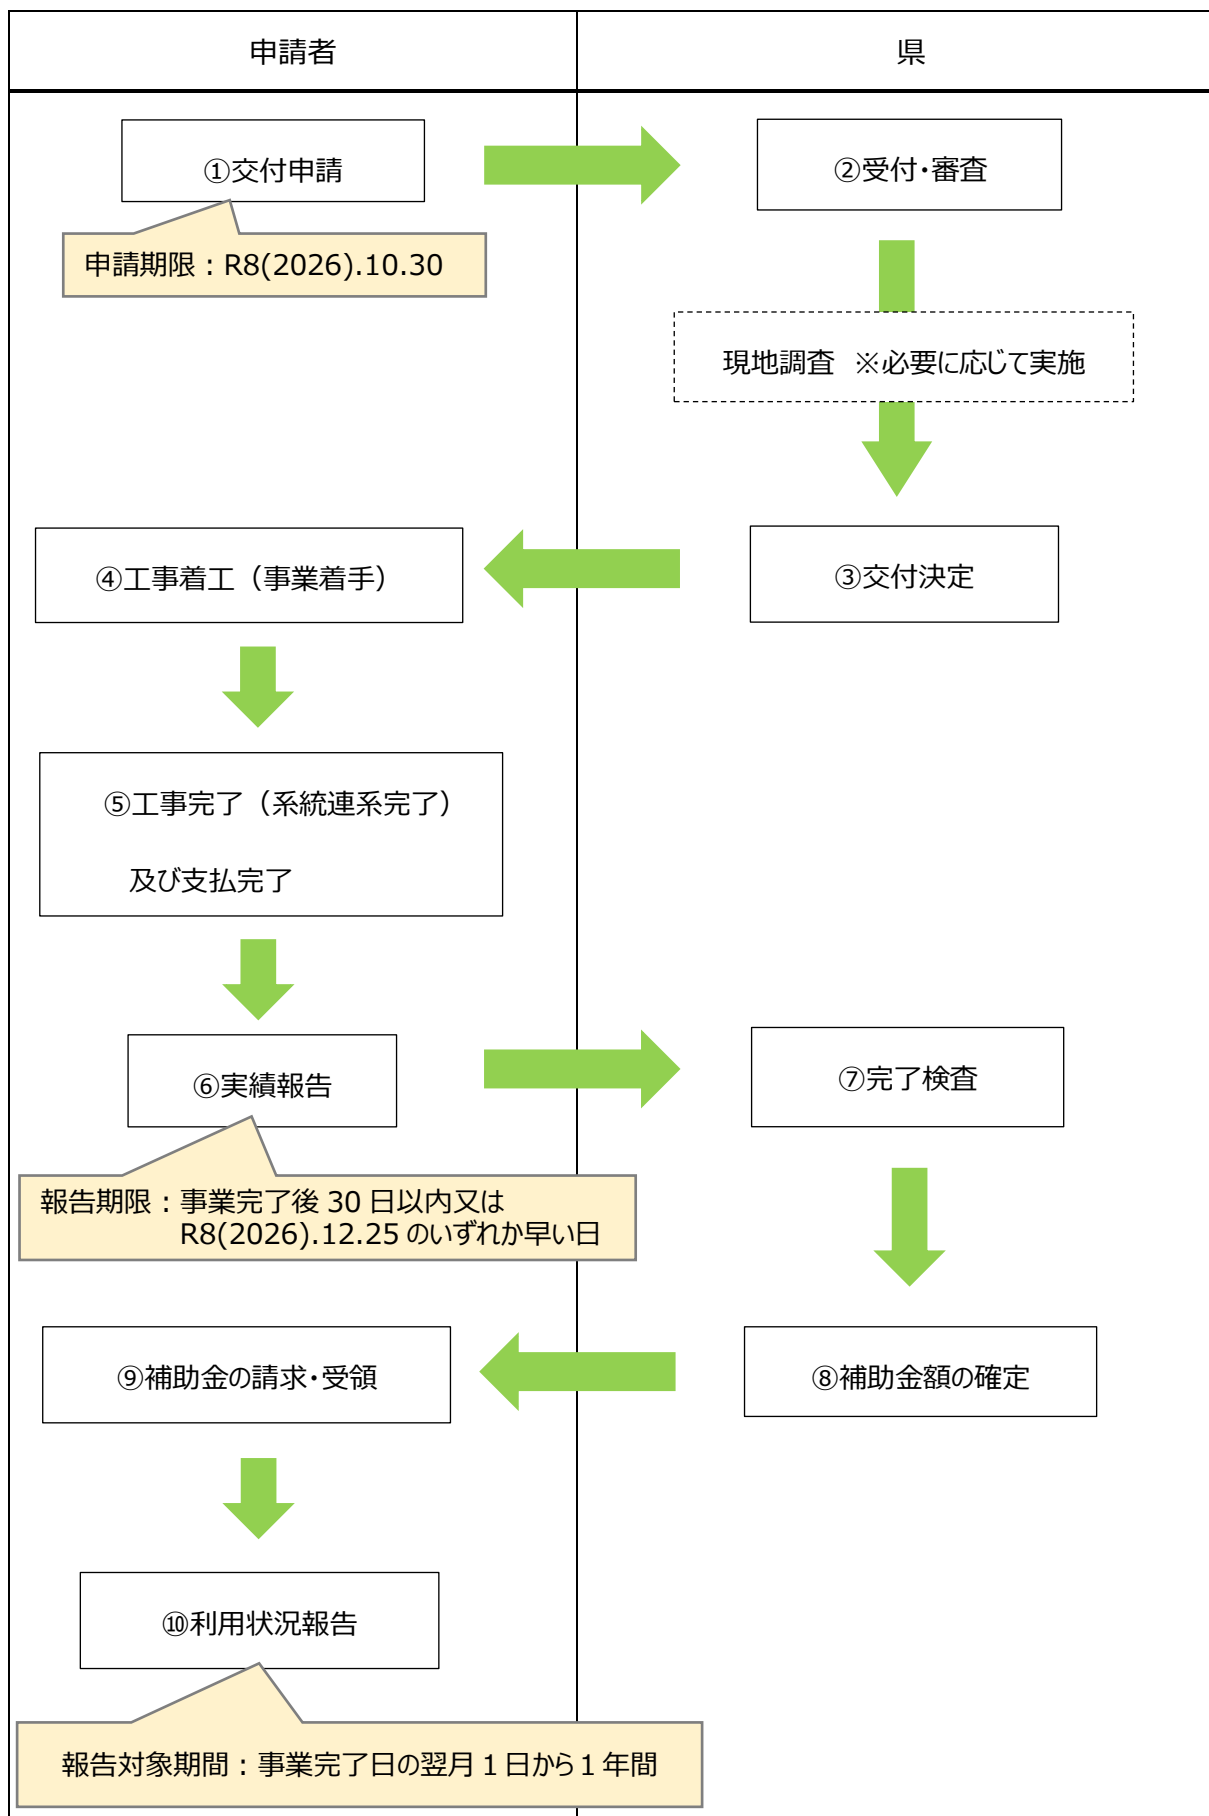 申請者
県
①交付申請
②受付・審査
申請期限：R8(2026).10.30
現地調査　※必要に応じて実施
④工事着工（事業着手）
③交付決定
⑤工事完了（系統連系完了）
及び支払完了
⑥実績報告
⑦完了検査
報告期限：事業完了後 30 日以内又は
R8(2026).12.25 のいずれか早い日
⑨補助金の請求・受領
⑧補助金額の確定
⑩利用状況報告
報告対象期間：事業完了日の翌月１日から１年間